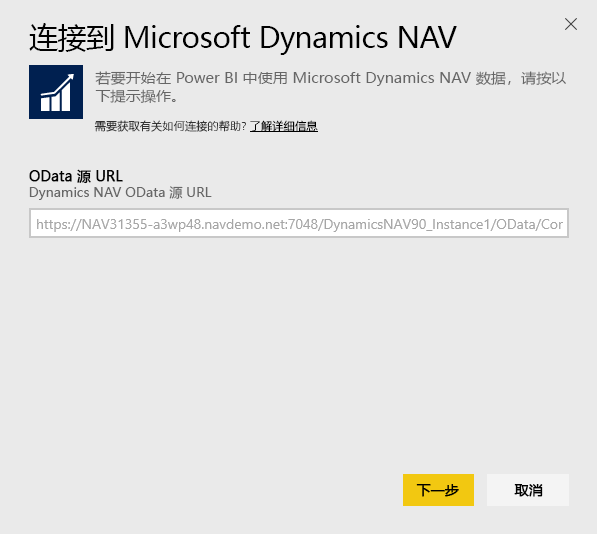 连接到 Microsoft Dynamics NAV
若要开始在 Power BI 中使用 Microsoft Dynamics NAV 数据，请按以
下提示操作。
需要获取有关如何连接的帮助? 了解详细信息
OData 源 URL
Dynamics NAV OData 源 URL
https://NAV31355-a3wp48.navdemo.net:7048/DynamicsNAV90_Instance1/OData/Cor
下一步 取消